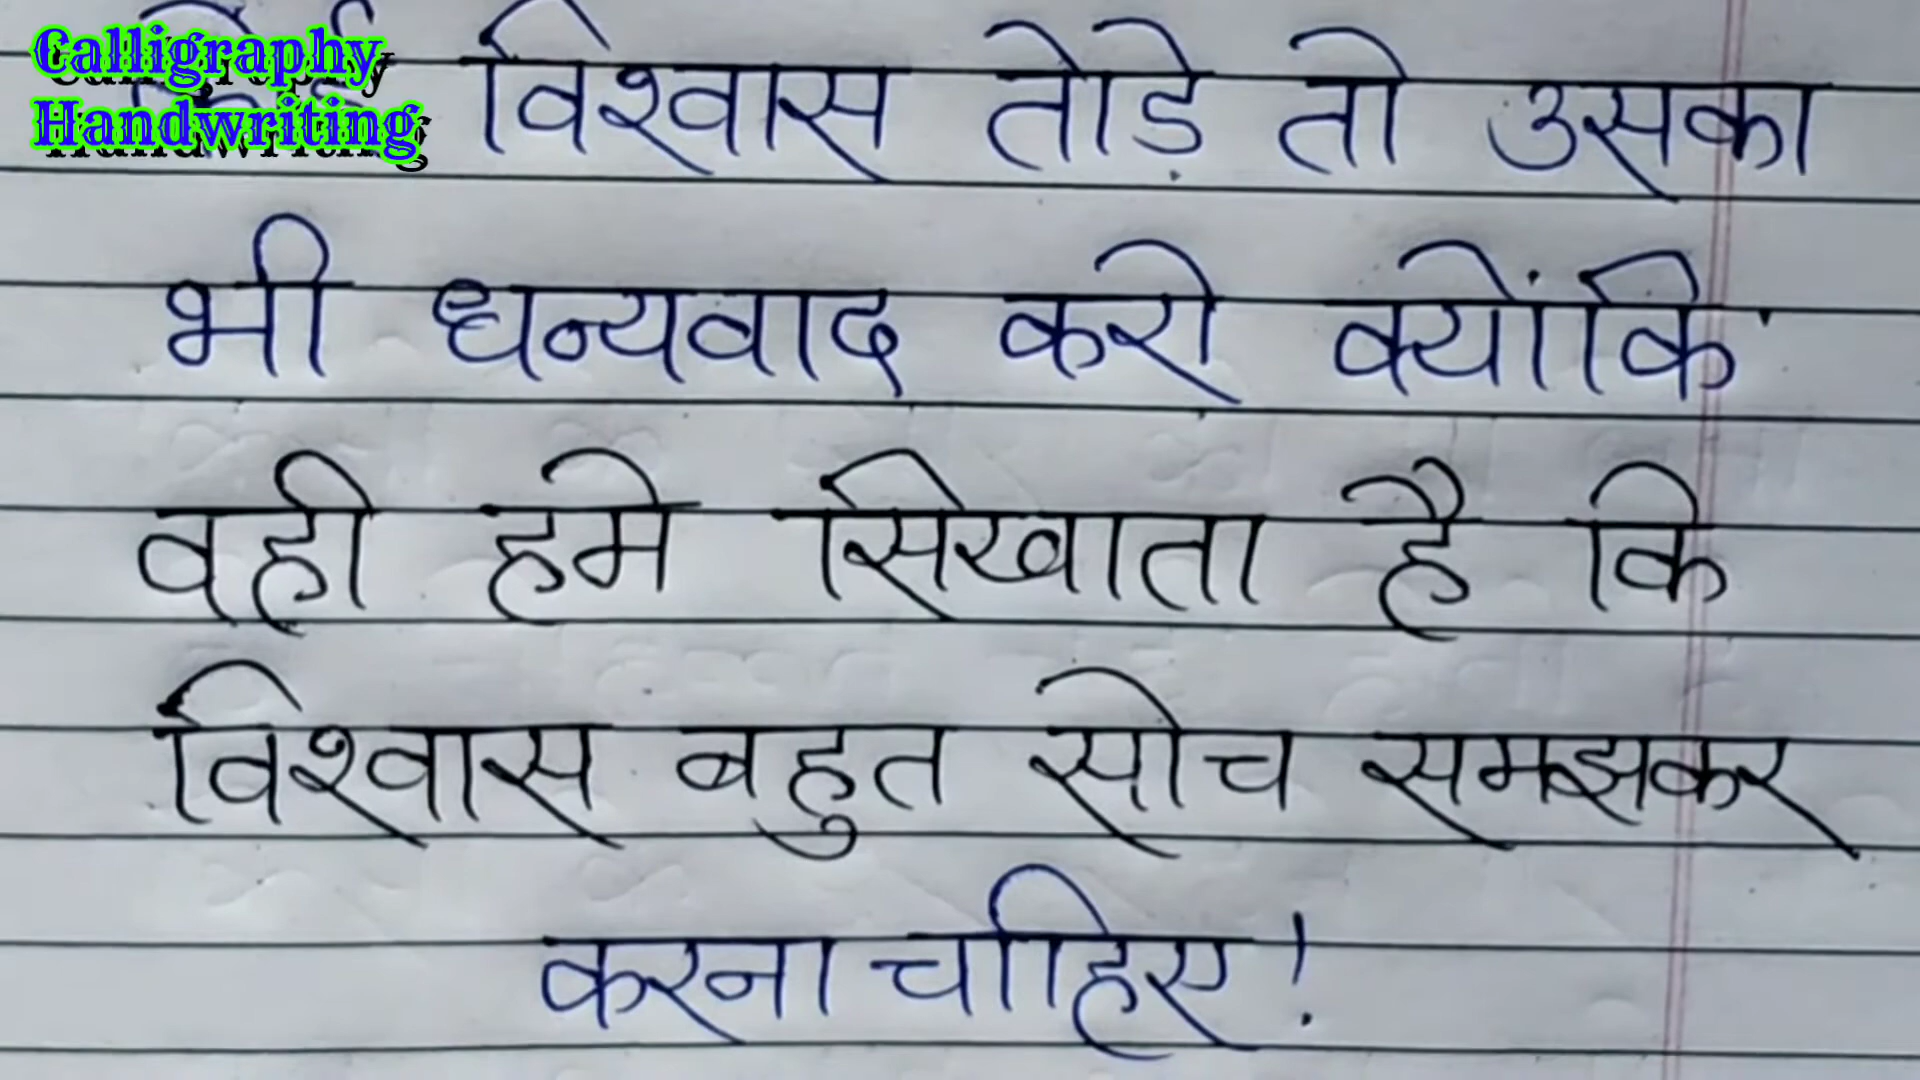 Calligraphy
Handwriting
विश्वास तोड़े तो उसका
भी धन्यवाद करो क्योंकि
वही हमे सिखाता है कि
विश्वास बहुत सोच समझकर
करना चाहिए!